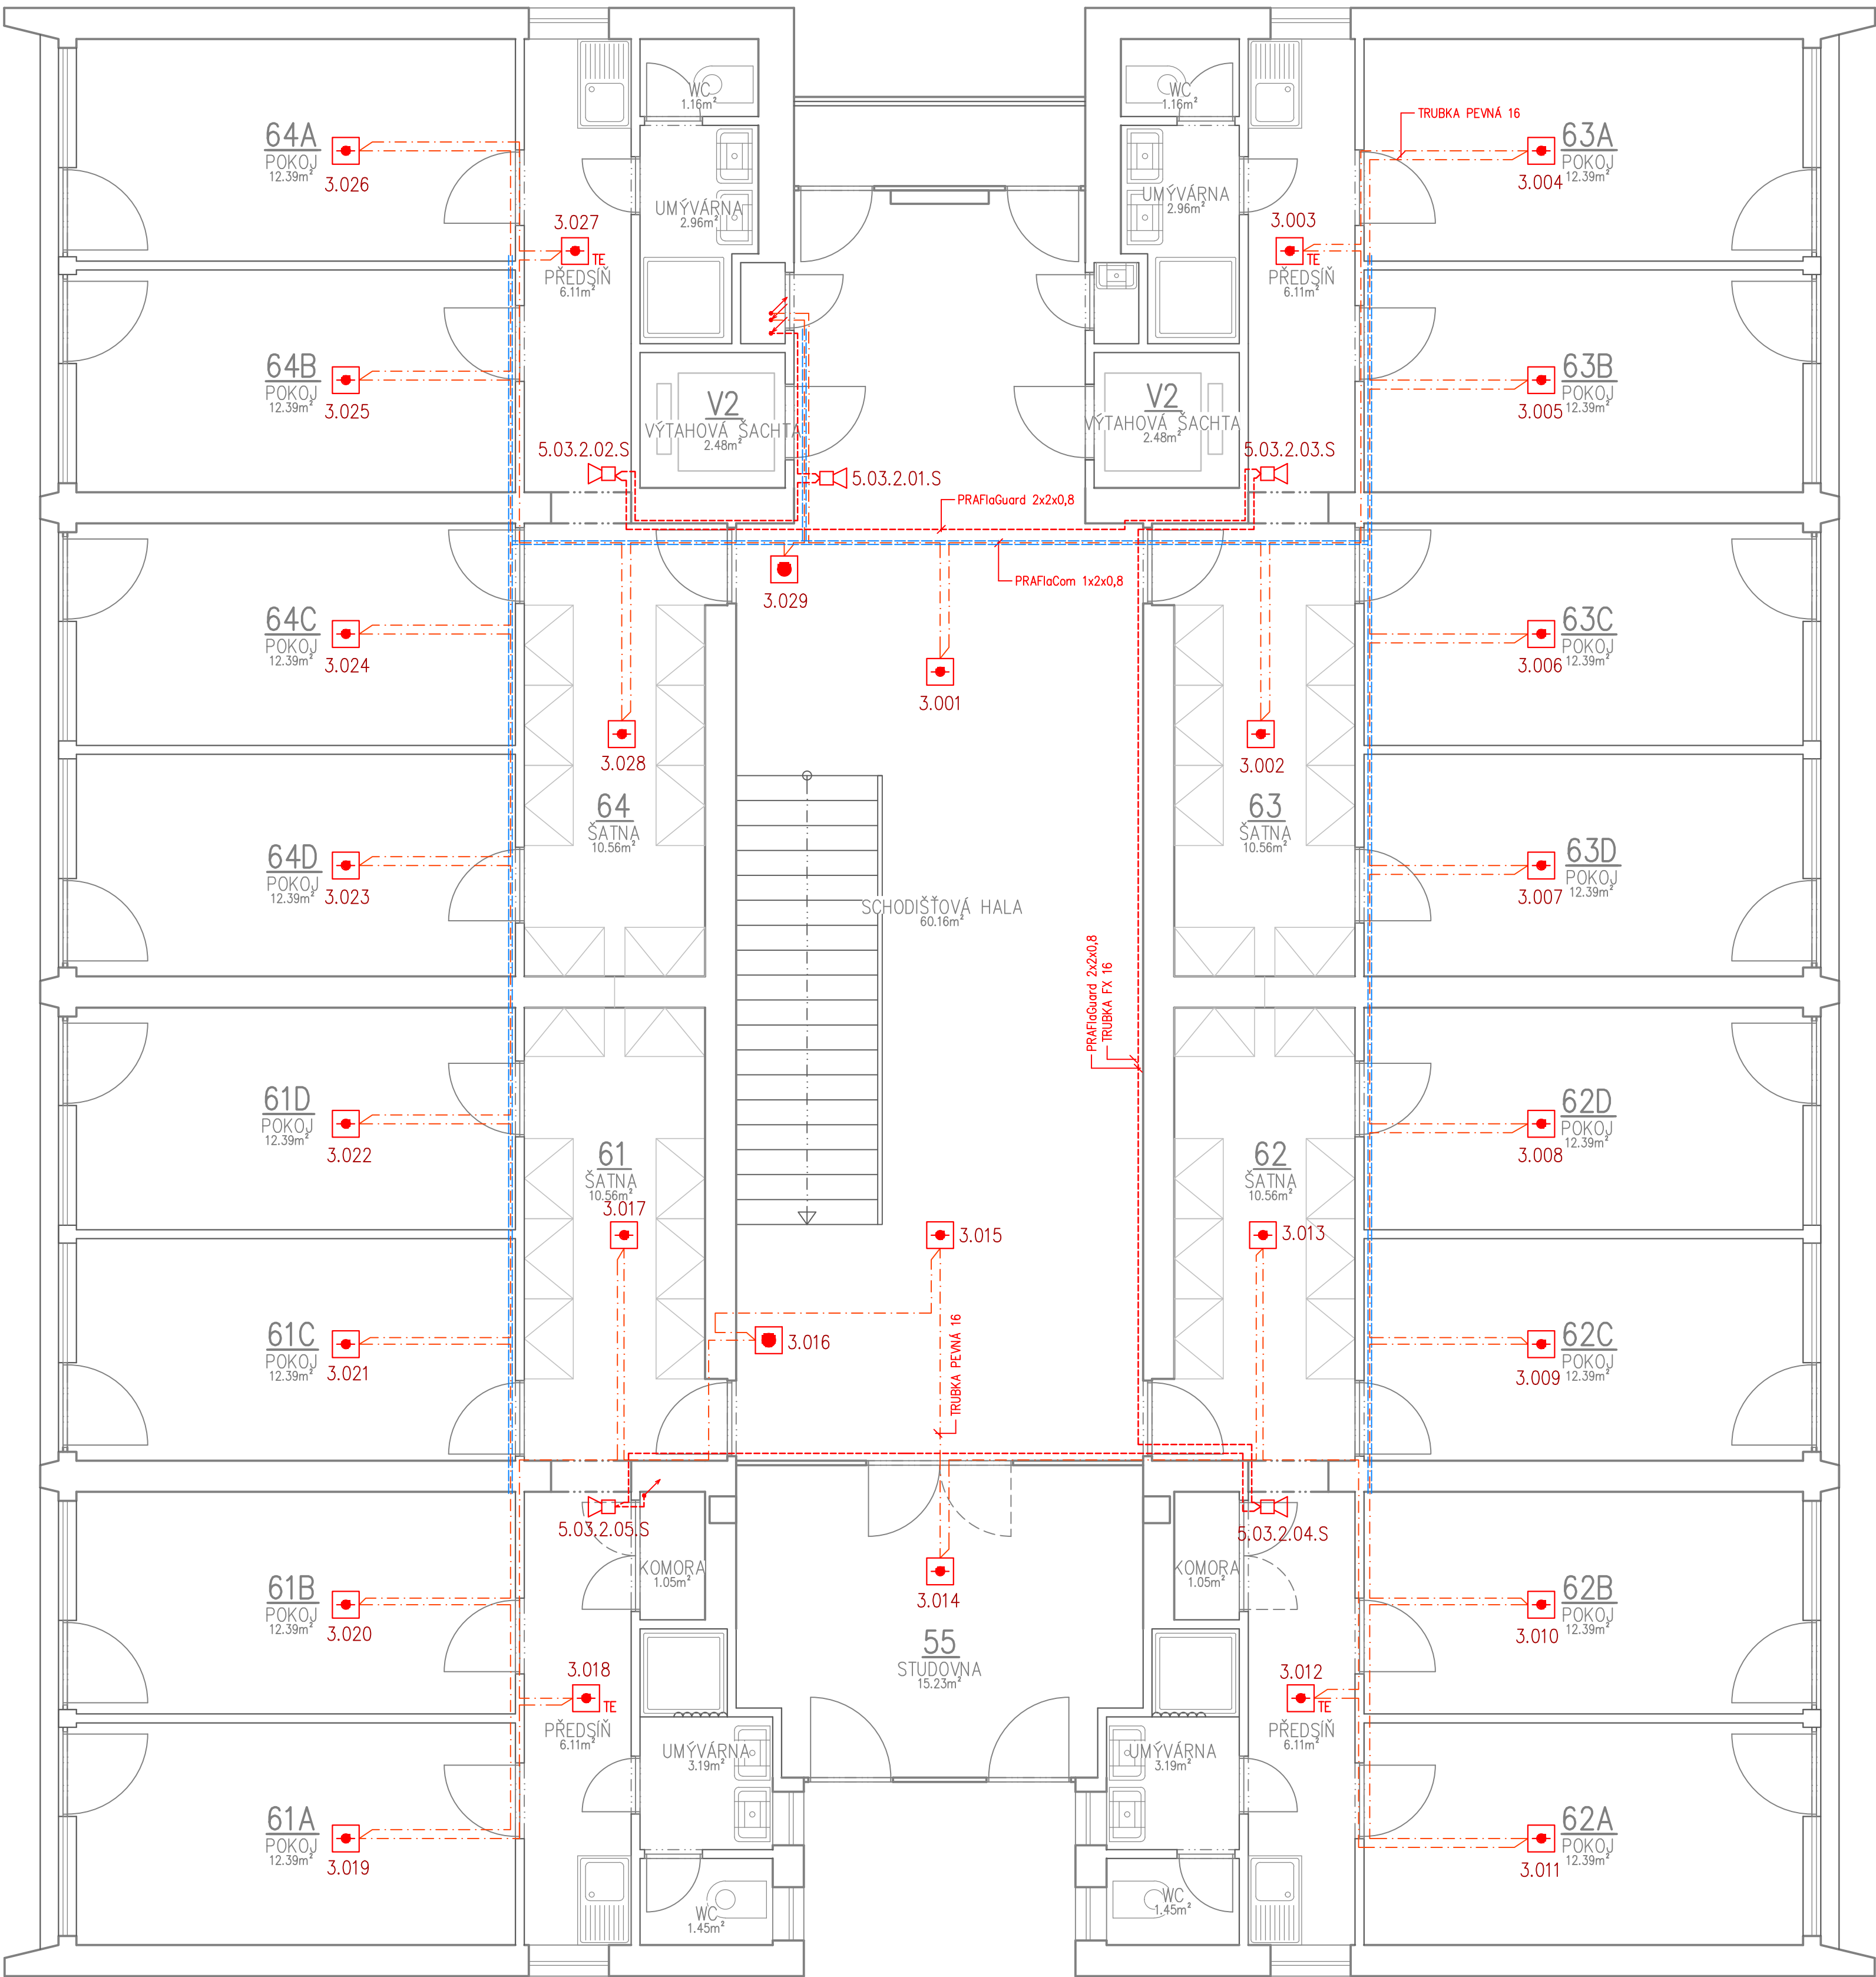 WC
1.16m²
WC
1.16m²
TRUBKA PEVNÁ 16
64A
POKOJ
12.39m²
3.026
UMÝVÁRNA
2.96m²
UMÝVÁRNA
2.96m²
63A
POKOJ
12.39m²
3.004
3.027
TE
PŘEDSÍŇ
6.11m²
3.003
TE
PŘEDSÍŇ
6.11m²
64B
POKOJ
12.39m²
3.025
V2
VÝTAHOVÁ ŠACHTA
2.48m²
V2
VÝTAHOVÁ ŠACHTA
2.48m²
63B
POKOJ
12.39m²
3.005
5.03.2.02.S
5.03.2.01.S
5.03.2.03.S
PRAFlaGuard 2x2x0,8
PRAFlaCom 1x2x0,8
3.029
64C
POKOJ
12.39m²
3.024
3.001
63C
POKOJ
12.39m²
3.006
3.028
3.002
64
ŠATNA
10.56m²
63
ŠATNA
10.56m²
64D
POKOJ
12.39m²
3.023
SCHODIŠŤOVÁ HALA
60.16m²
63D
POKOJ
12.39m²
3.007
PRAFlaGuard 2x2x0,8
TRUBKA FX 16
61D
POKOJ
12.39m²
3.022
61
ŠATNA
10.56m²
3.017
62
ŠATNA
10.56m²
62D
POKOJ
12.39m²
3.008
3.015
3.013
61C
POKOJ
12.39m²
3.021
3.016
TRUBKA PEVNÁ 16
62C
POKOJ
12.39m²
3.009
5.03.2.05.S
5.03.2.04.S
KOMORA
1.05m²
KOMORA
1.05m²
61B
POKOJ
12.39m²
3.020
3.014
62B
POKOJ
12.39m²
3.010
55
STUDOVNA
15.23m²
3.018
TE
PŘEDSÍŇ
6.11m²
3.012
TE
PŘEDSÍŇ
6.11m²
UMÝVÁRNA
3.19m²
UMÝVÁRNA
3.19m²
61A
POKOJ
12.39m²
3.019
62A
POKOJ
12.39m²
3.011
WC
1.45m²
WC
1.45m²